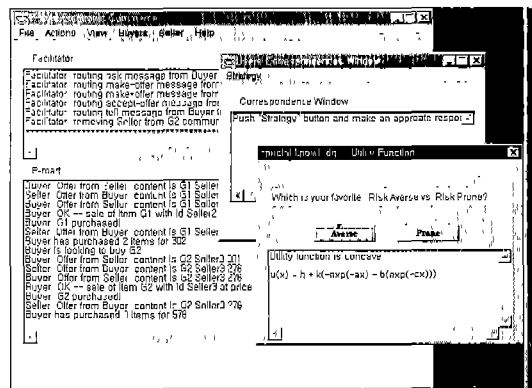 Commerce
File Actions View Buyers Seller Help
Facilitator
Facilitator routing ask message from Buyer
Facilitator routing make-offer message from
Facilitator routing make-offer message from
Facilitator routing accept-offer message from
Facilitator routing tell message from Buyer
Facilitator removing Seller from G2 commun
E-mart
Buyer Offer from Seller content is G1 Seller
Seller Offer from Buyer content is G1 Seller
Buyer Offer from Seller content is G1 Seller
Buyer OK -- sale of item G1 with id Seller2
Buyer G1 purchased!
Seller Offer from Buyer content is G1 Seller
Buyer has purchased 2 items for 302
Buyer is looking to buy G2
Buyer Offer from Seller content is G2 Seller3 301
Seller Offer from Buyer content is G2 Seller3 276
Buyer Offer from Seller content is G2 Seller3 276
Buyer OK -- sale of item G2 with id Seller3 at price
Buyer G2 purchased!
Seller Offer from Buyer content is G2 Seller3 276
Buyer has purchased 3 items for 578
Strategy
Correspondence Window
Push "Strategy" button and make an approate respor
Utility Function
Which is your favorite Risk Averse vs Risk Prone?
Averse Prone
Utility function is concave
u(x) = h + k(-exp(-ax) - b(exp(-cx)))